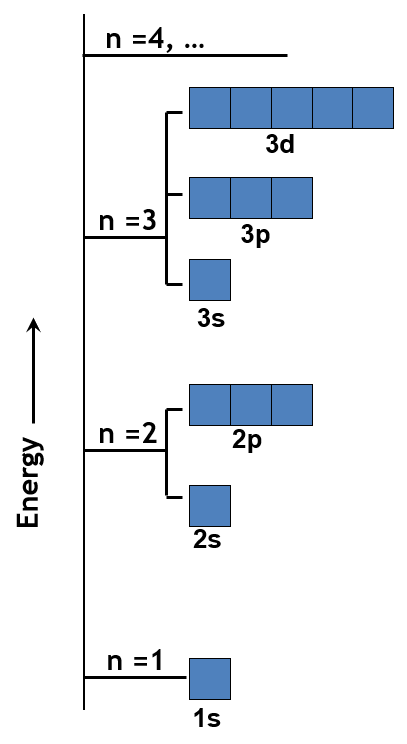 n =4, ...
3d
n =3
3p
3s
n =2
2p
2s
Energy
n =1
1s